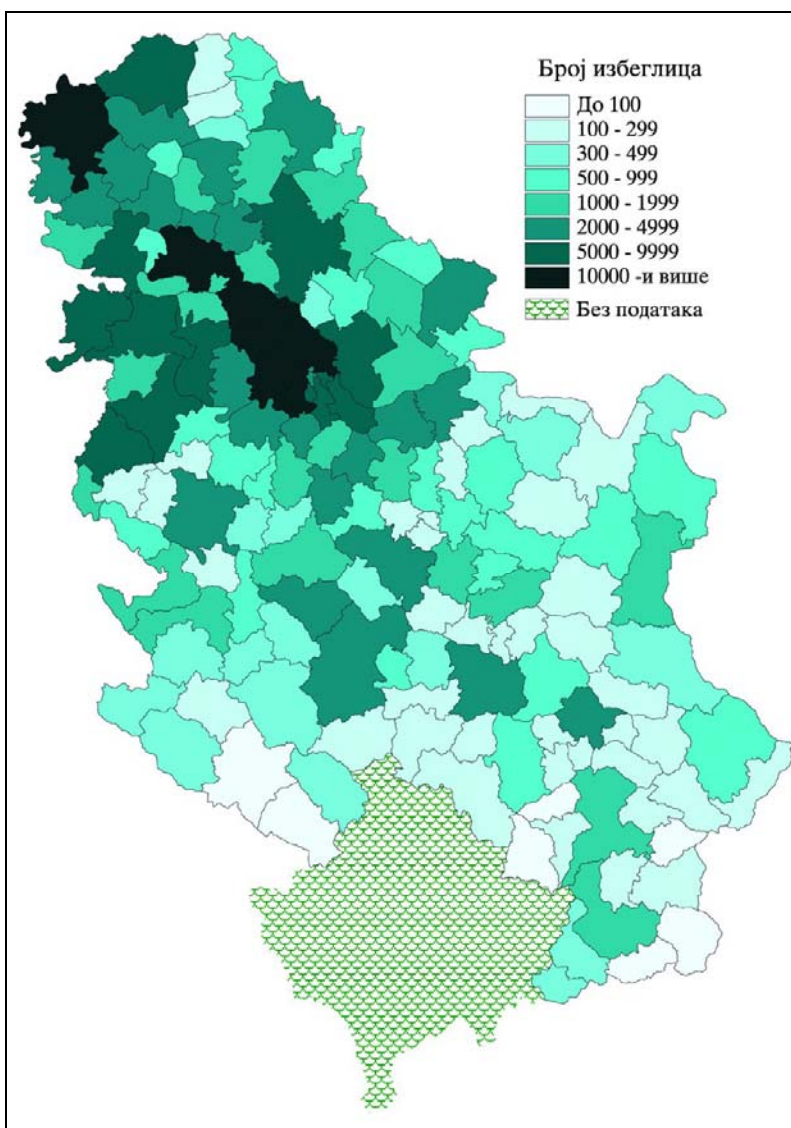 Број избеглица
До 100
100 - 299
300 - 499
500 - 999
1000 - 1999
2000 - 4999
5000 - 9999
10000 -и више
Без података